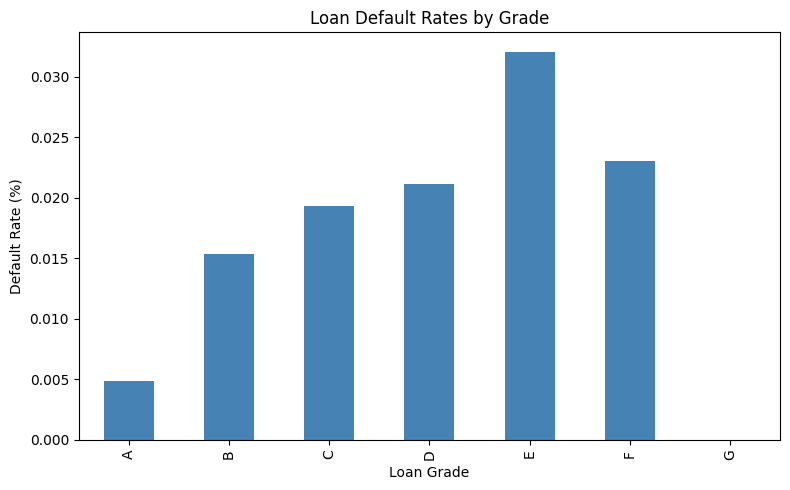 Loan Default Rates by Grade
Default Rate (%)
0.030
0.025
0.020
0.015
0.010
0.005
0.000
A
B
C
D
E
F
G
Loan Grade